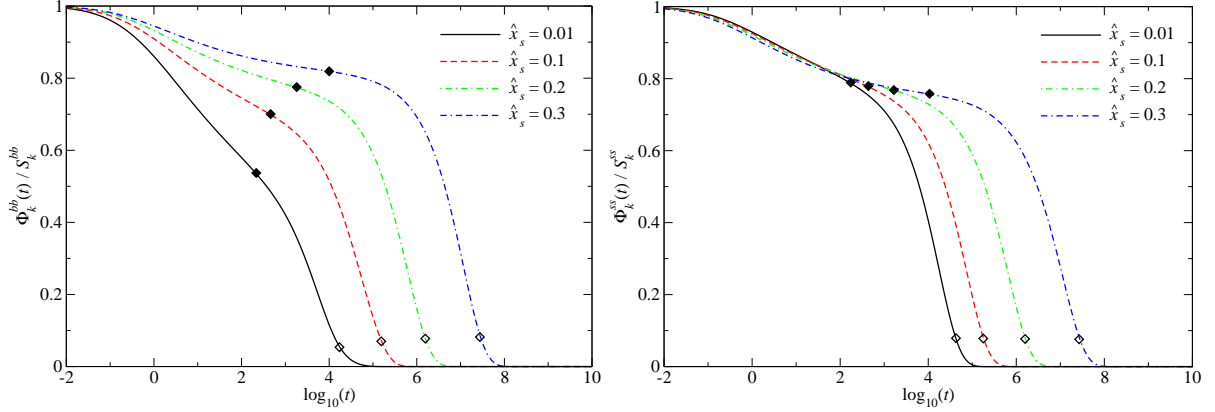 1
0.8
0.6
0.4
0.2
0
-2 0 2 4 6 8 10
log₁₀(t)
Φₖᵇᵇ(t) / Sₖᵇᵇ
x̂ₛ = 0.01
x̂ₛ = 0.1
x̂ₛ = 0.2
x̂ₛ = 0.3
1
0.8
0.6
0.4
0.2
0
-2 0 2 4 6 8 10
log₁₀(t)
Φₖˢˢ(t) / Sₖˢˢ
x̂ₛ = 0.01
x̂ₛ = 0.1
x̂ₛ = 0.2
x̂ₛ = 0.3